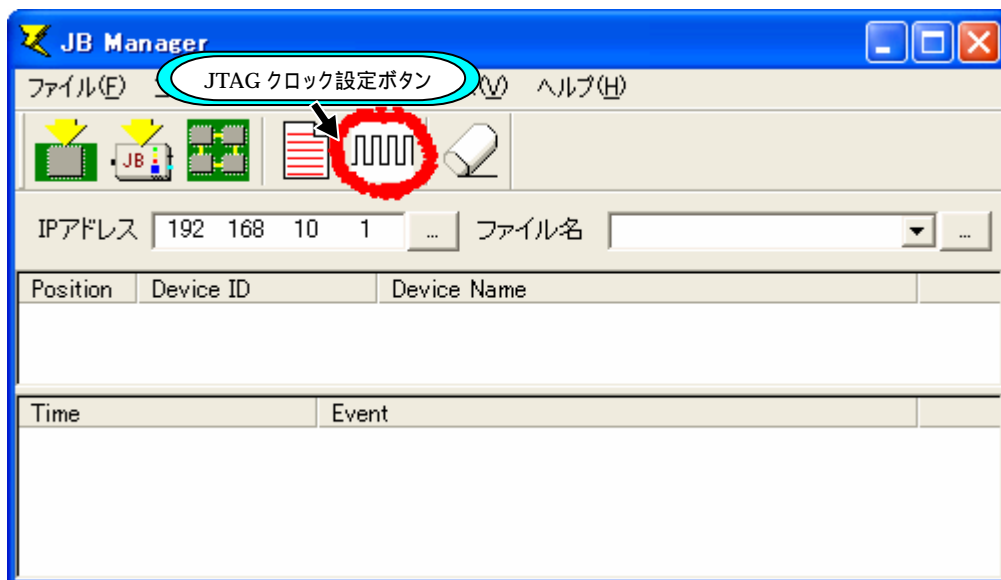 JB Manager
JTAG クロック設定ボタン
ファイル(F) (V) ヘルプ(H)
JB
IPアドレス 192 168 10 1 ... ファイル名 ...
Position Device ID Device Name
Time Event